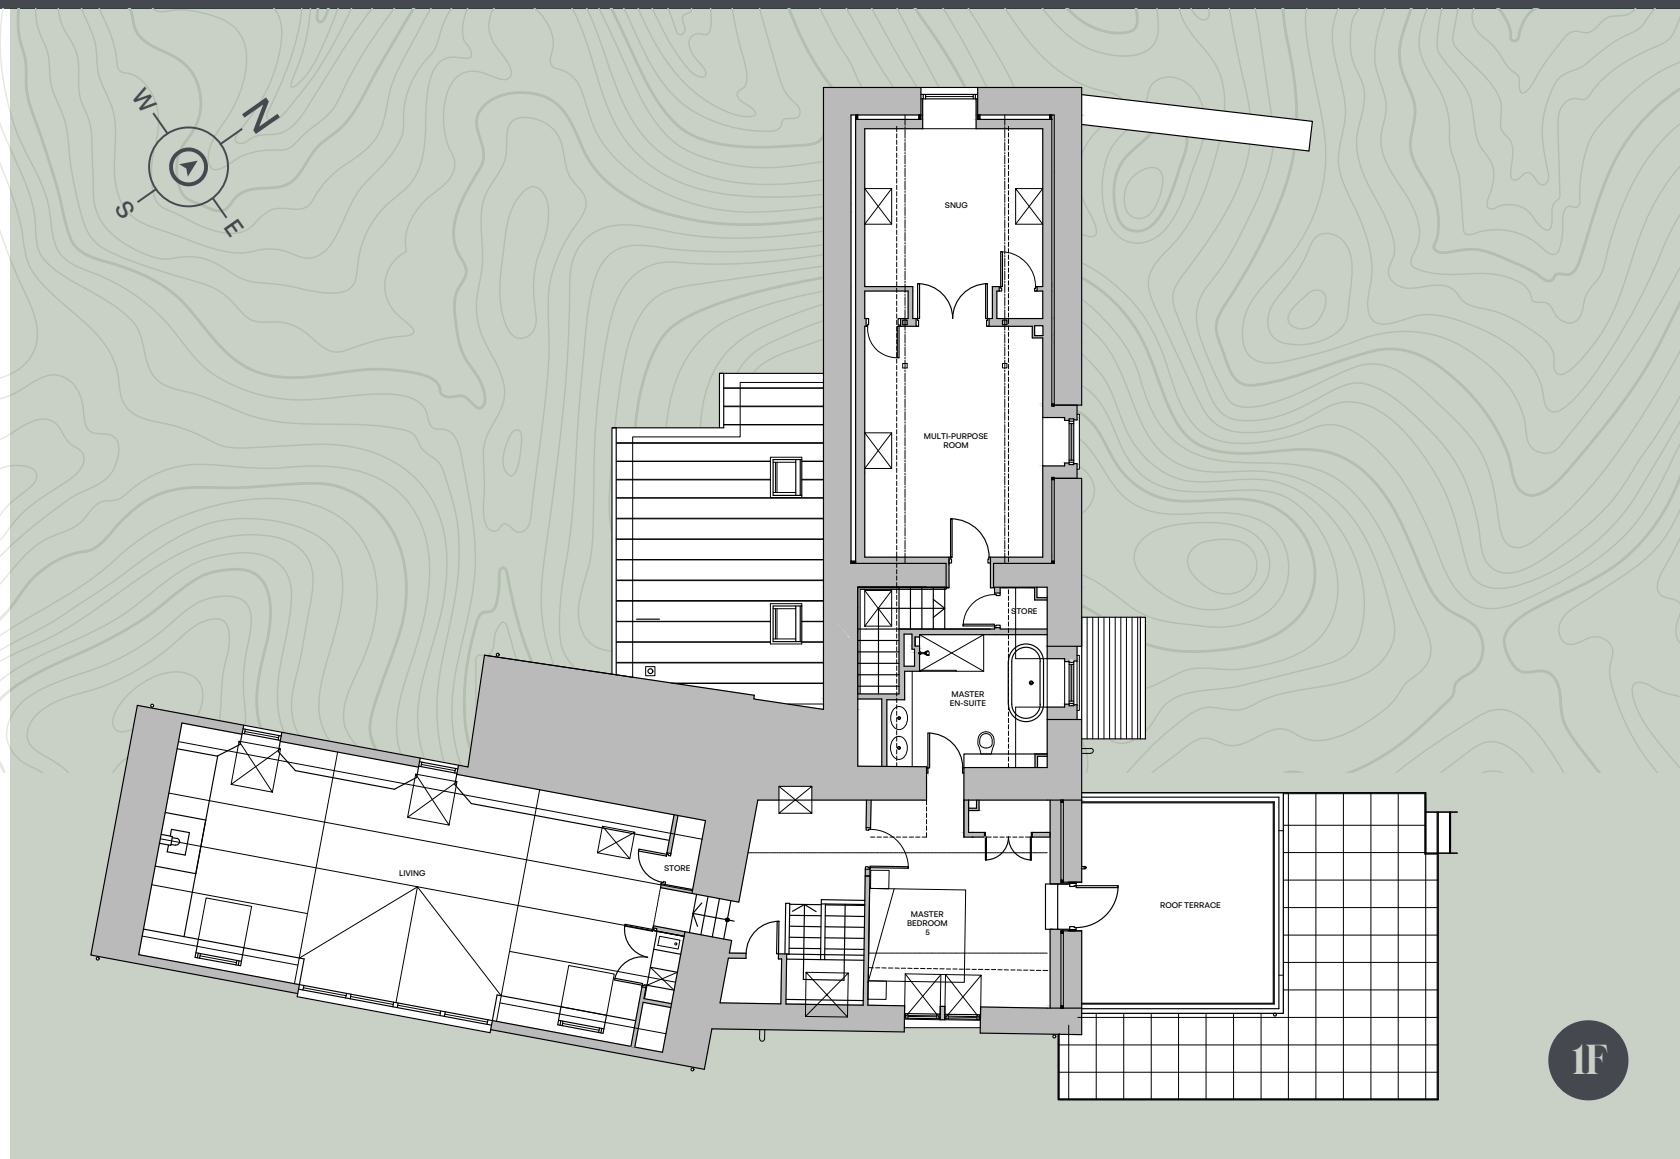 W
N
S
E
SNUG
MULTI-PURPOSE
ROOM
STORE
MASTER
EN-SUITE
LIVING
STORE
MASTER
BEDROOM
5
ROOF TERRACE
1F